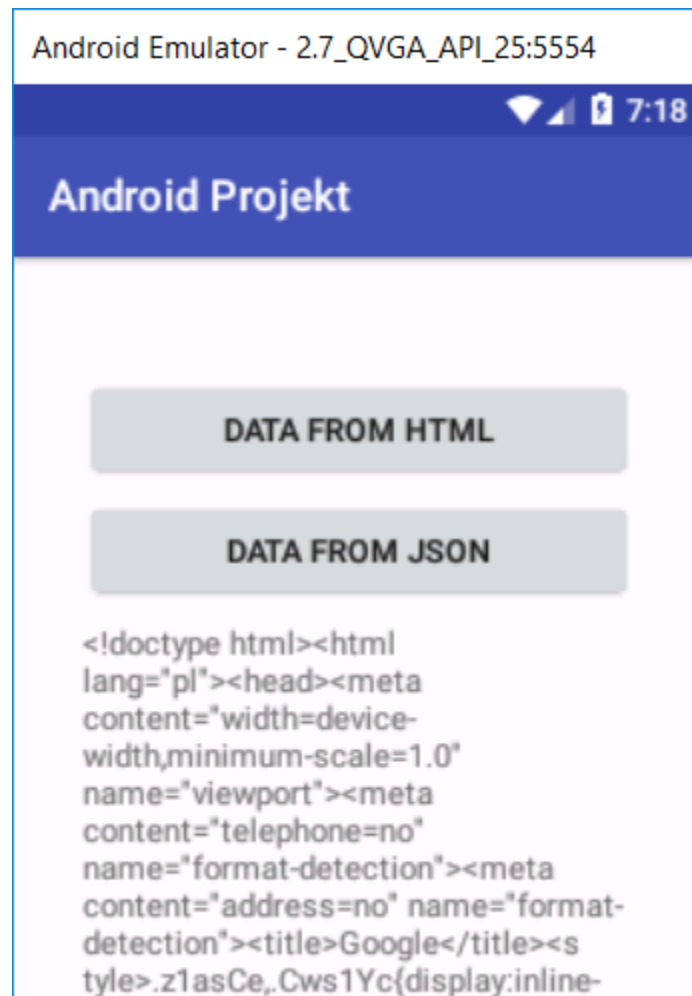 Android Emulator - 2.7_QVGA_API_25:5554
7:18
Android Projekt
DATA FROM HTML
DATA FROM JSON
<!doctype html><html
lang="pl"><head><meta
content="width=device-
width,minimum-scale=1.0"
name="viewport"><meta
content="telephone=no"
name="format-detection"><meta
content="address=no" name="format-
detection"><title>Google</title><s
tyle>.z1asCe,.Cws1Yc{display:inline-